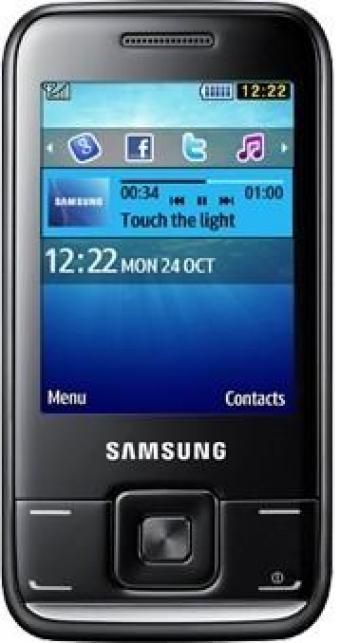 12:22
SAMSUNG
00:34
01:00
Touch the light
12:22 MON 24 OCT
Menu
Contacts
SAMSUNG